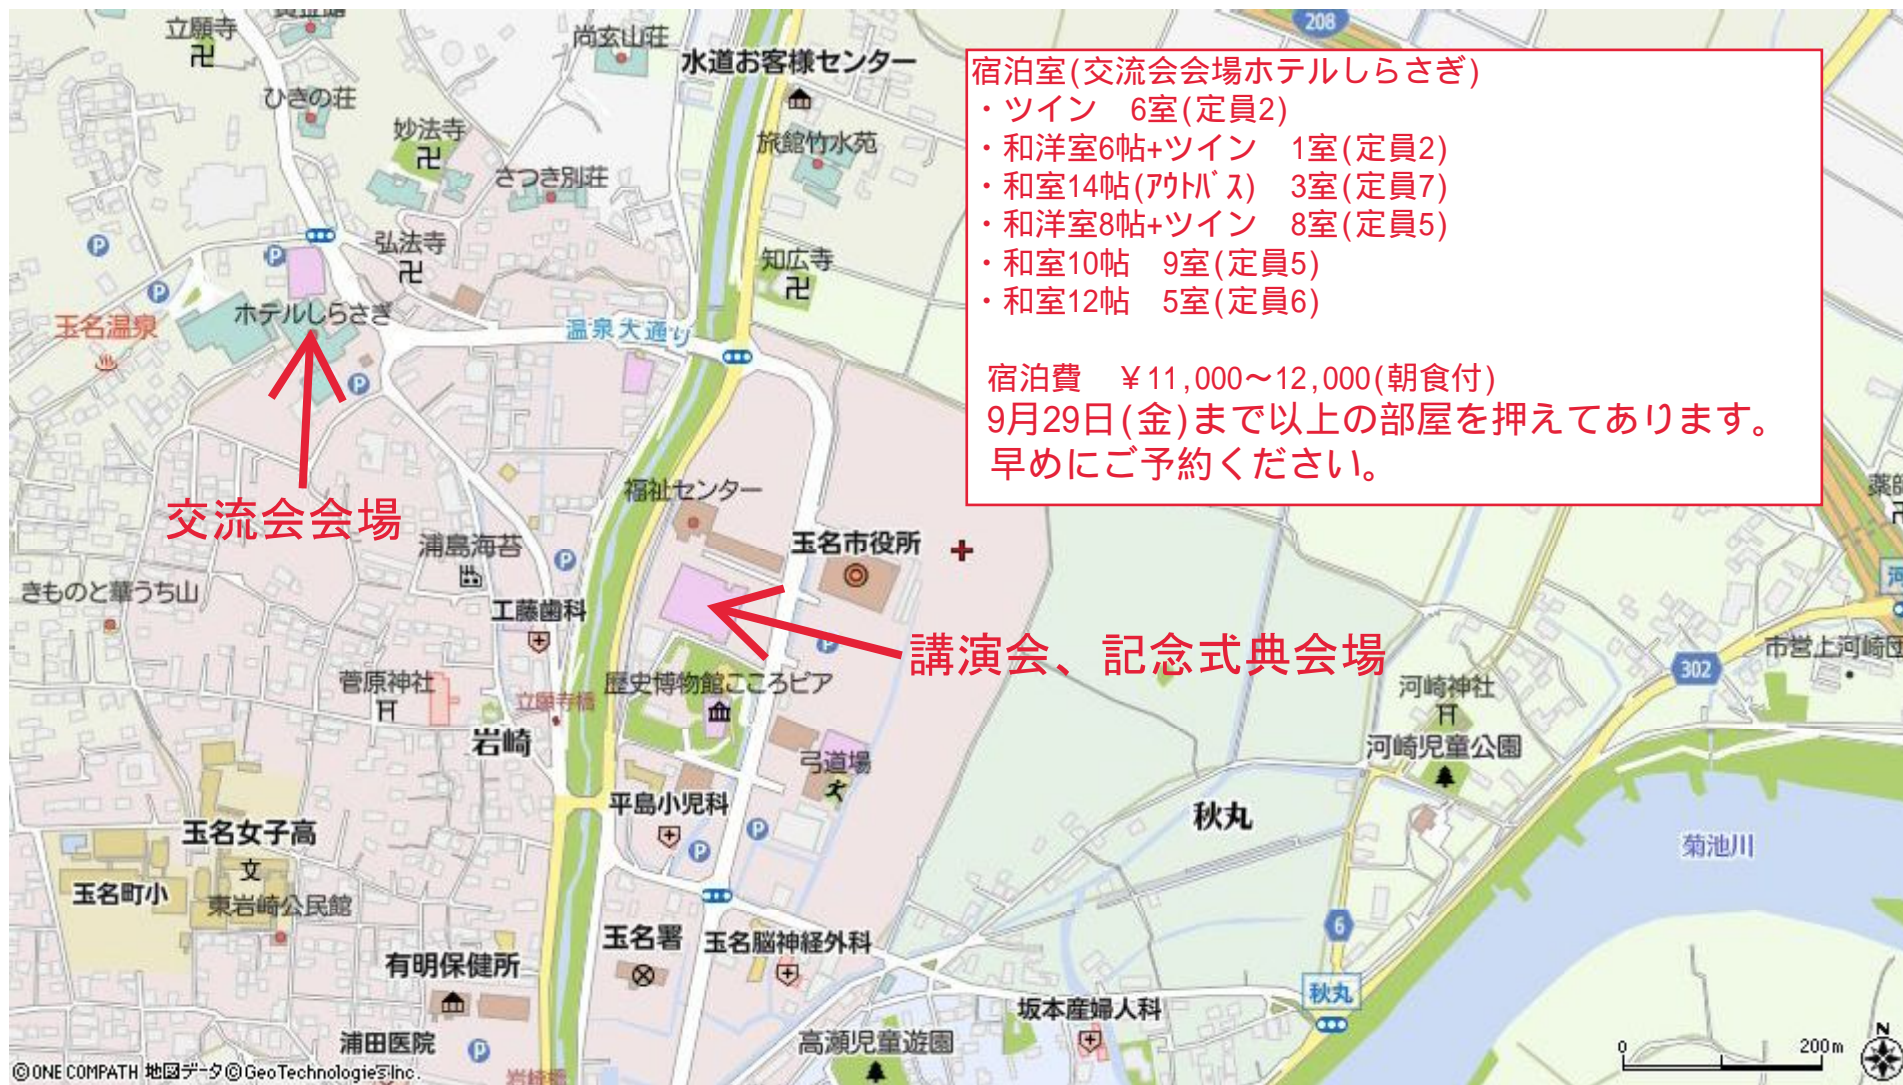 208
立願寺
尚玄山荘
水道お客様センター
ひきの荘
妙法寺
旅館竹水苑
さつき別荘
弘法寺
知広寺
ホテルしらさぎ
玉名温泉
温泉大通り
宿泊室(交流会会場ホテルしらさぎ)
・ツイン 6室(定員2)
・和洋室6帖+ツイン 1室(定員2)
・和室14帖(アウトバス) 3室(定員7)
・和洋室8帖+ツイン 8室(定員5)
・和室10帖 9室(定員5)
・和室12帖 5室(定員6)
宿泊費 ￥11,000～12,000(朝食付)
9月29日(金)まで以上の部屋を押えてあります。
早めにご予約ください。
交流会会場
福祉センター
浦島海苔
玉名市役所
きものと華うち山
工藤歯科
講演会、記念式典会場
菅原神社
立願寺橋
歴史博物館こころピア
岩崎
弓道場
302
市営上河崎団
河崎神社
河崎児童公園
平島小児科
秋丸
玉名女子高
文
玉名町小
東岩崎公民館
菊池川
玉名署
玉名脳神経外科
有明保健所
6
秋丸
坂本産婦人科
浦田医院
高瀬児童遊園
岩崎橋
0 200m
N
©ONE COMPATH 地図データ©GeoTechnologies Inc.